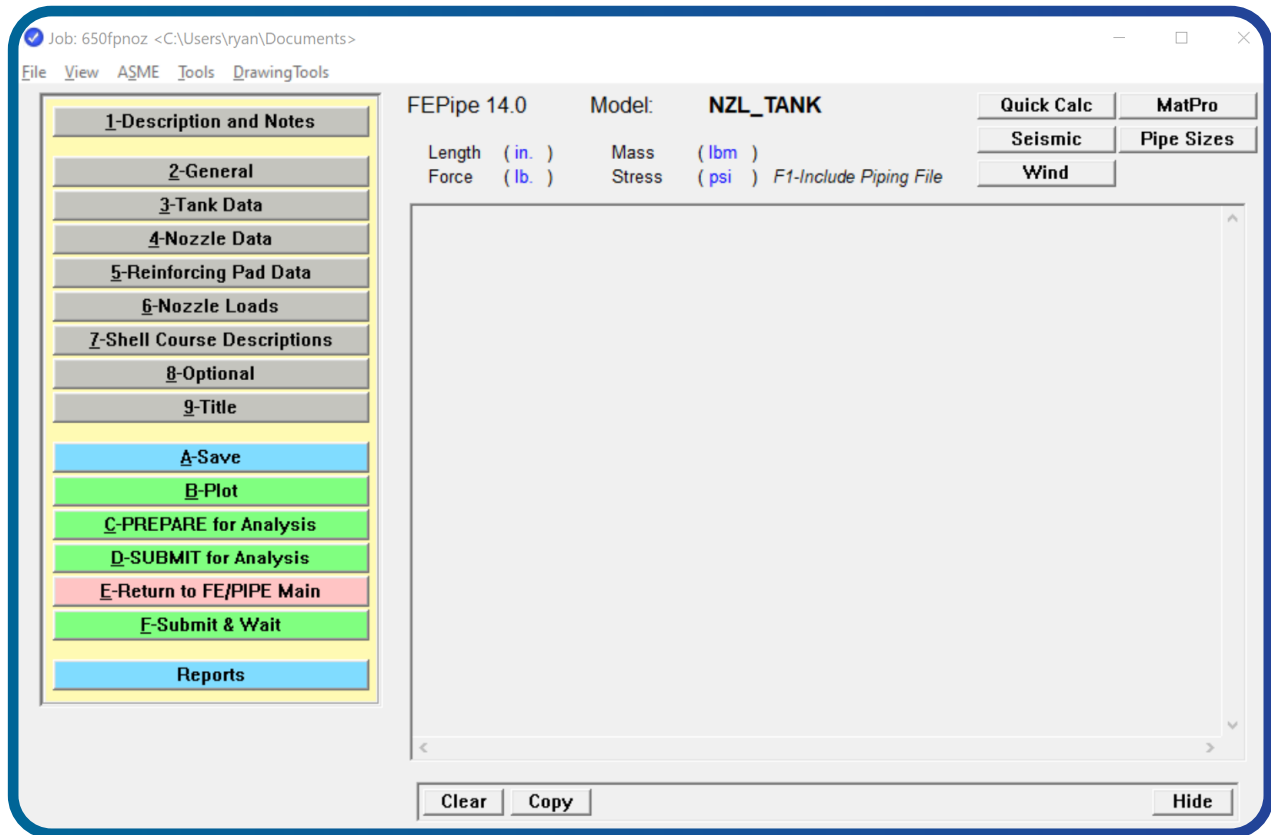 Job: 650fpnoz <C:\Users\ryan\Documents>
File View ASME Tools DrawingTools
1-Description and Notes
2-General
3-Tank Data
4-Nozzle Data
5-Reinforcing Pad Data
6-Nozzle Loads
7-Shell Course Descriptions
8-Optional
9-Title
A-Save
B-Plot
C-PREPARE for Analysis
D-SUBMIT for Analysis
E-Return to FE/PIPE Main
F-Submit & Wait
Reports
FEPipe 14.0 Model: NZL_TANK
Length ( in. ) Mass ( lbm )
Force ( lb. ) Stress ( psi ) F1-Include Piping File
Quick Calc MatPro
Seismic Pipe Sizes
Wind
Clear Copy Hide